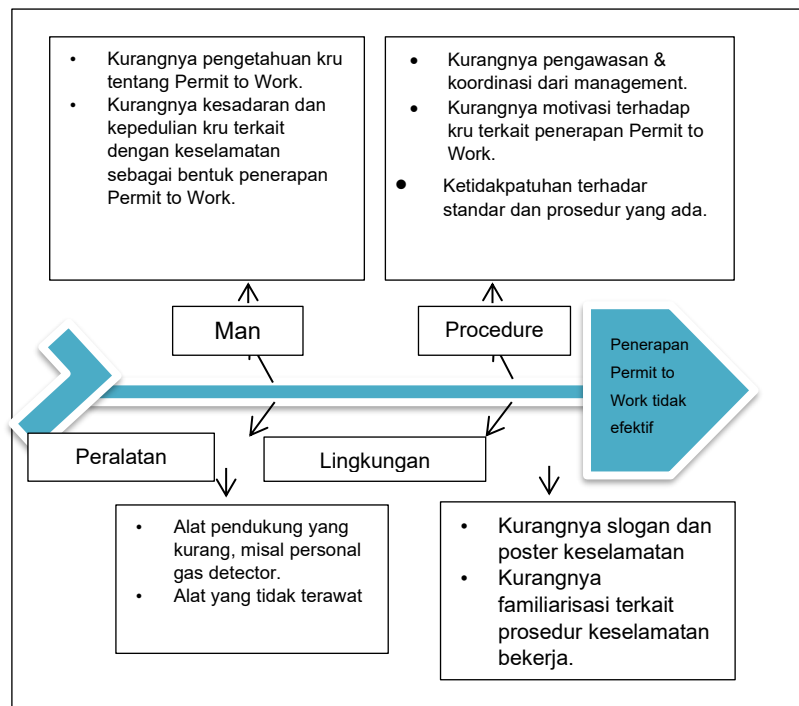 • Kurangnya pengetahuan kru
tentang Permit to Work.
• Kurangnya kesadaran dan
kepedulian kru terkait
dengan keselamatan
sebagai bentuk penerapan
Permit to Work.
• Kurangnya pengawasan &
koordinasi dari management.
• Kurangnya motivasi terhadap
kru terkait penerapan Permit to
Work.
• Ketidakpatuhan terhadar
standar dan prosedur yang ada.
Man
Procedure
Penerapan
Permit to
Work tidak
efektif
Peralatan
Lingkungan
• Alat pendukung yang
kurang, misal personal
gas detector.
• Alat yang tidak terawat
• Kurangnya slogan dan
poster keselamatan
• Kurangnya
familiarisasi terkait
prosedur keselamatan
bekerja.